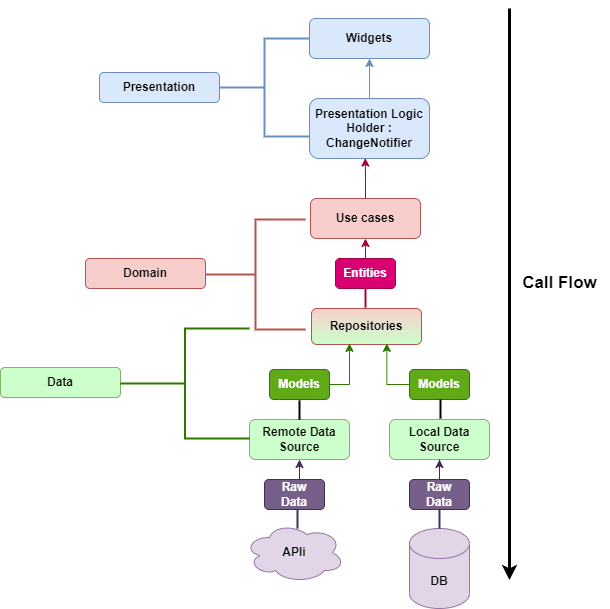 Widgets
Presentation
Presentation Logic
Holder :
ChangeNotifier
Use cases
Domain
Entities
Call Flow
Repositories
Data
Models
Models
Remote Data
Source
Local Data
Source
Raw
Data
Raw
Data
APIi
DB